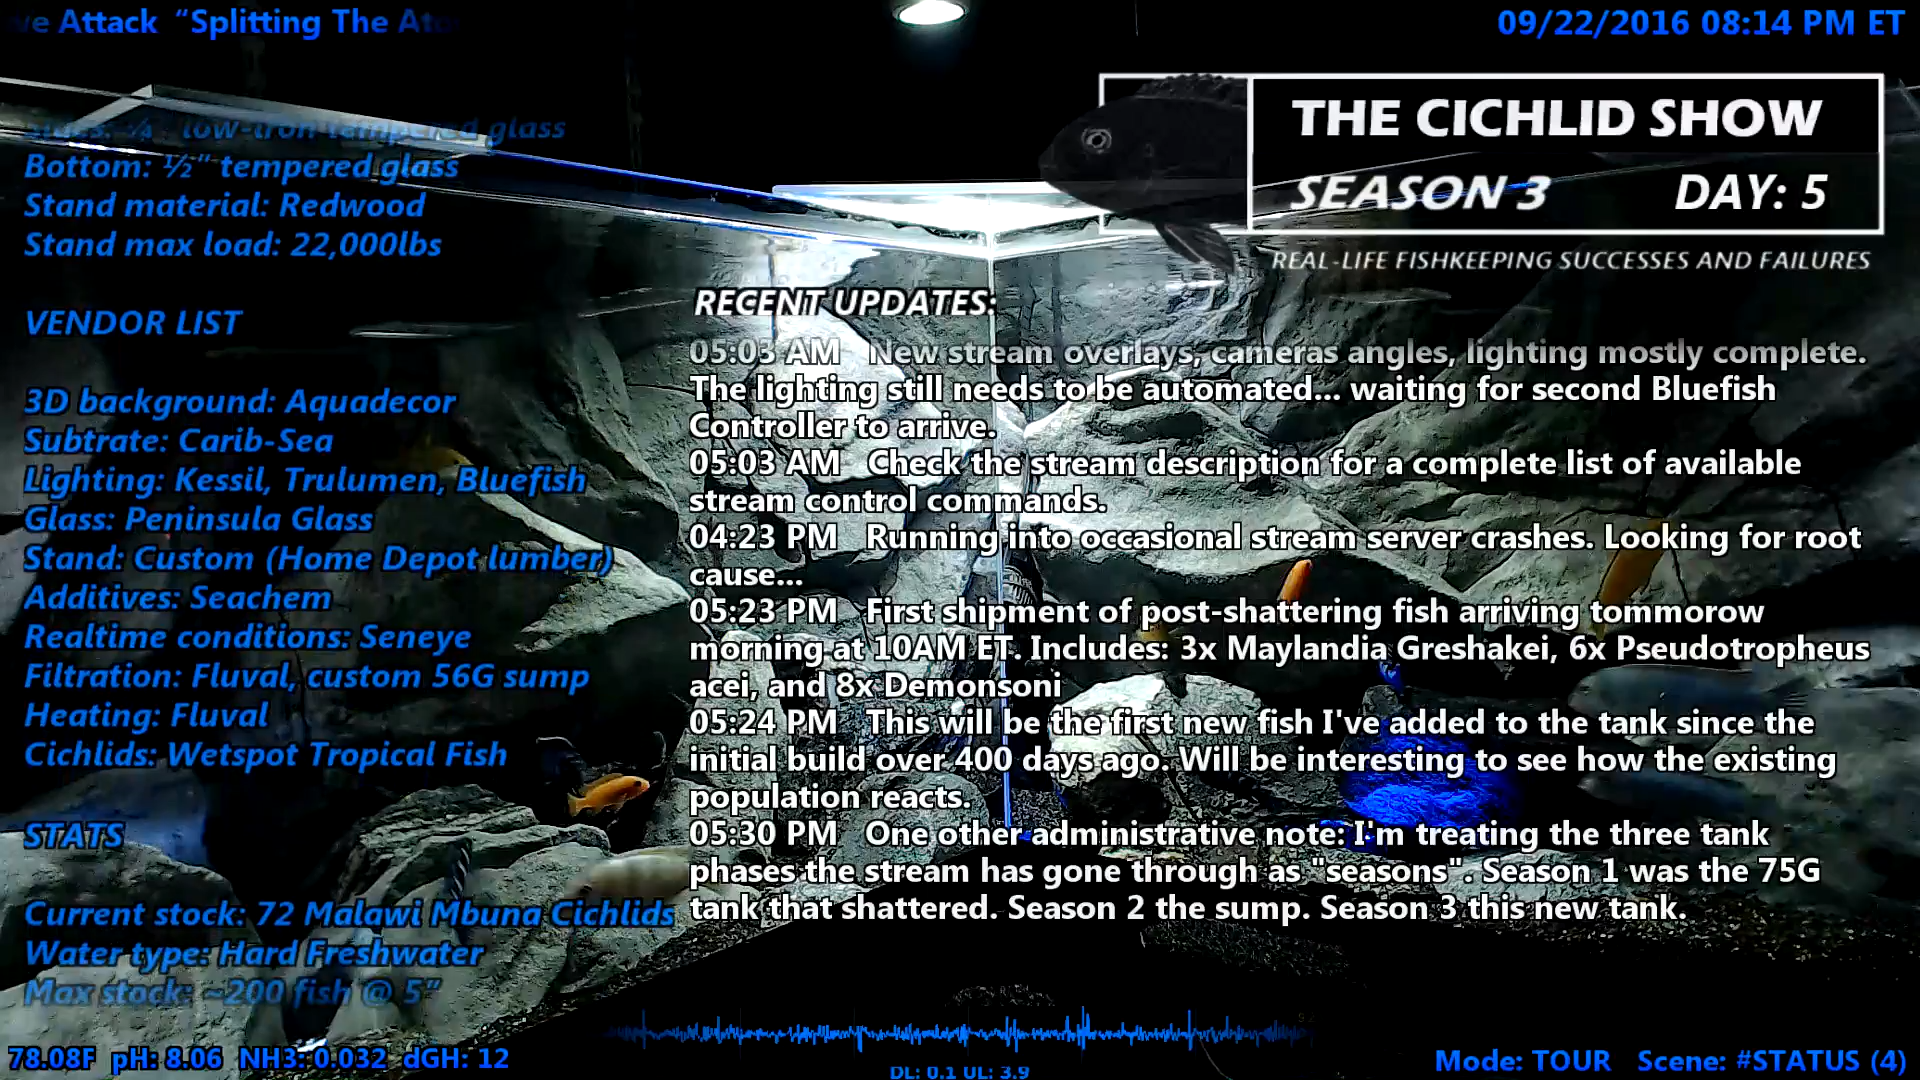 Attack “Splitting The
09/22/2016 08:14 PM ET
THE CICHLID SHOW
SEASON 3 DAY: 5
REAL-LIFE FISHKEEPING SUCCESSES AND FAILURES
low-iron tempered glass
Bottom: ½" tempered glass
Stand material: Redwood
Stand max load: 22,000lbs
VENDOR LIST
3D background: Aquadecor
Subtrate: Carib-Sea
Lighting: Kessil, Trulumen, Bluefish
Glass: Peninsula Glass
Stand: Custom (Home Depot lumber)
Additives: Seachem
Realtime conditions: Seneye
Filtration: Fluval, custom 56G sump
Heating: Fluval
Cichlids: Wetspot Tropical Fish
STATS
Current stock: 72 Malawi Mbuna Cichlids
Water type: Hard Freshwater
Max stock: ~200 fish @ 5"
RECENT UPDATES:
05:03 AM New stream overlays, cameras angles, lighting mostly complete.
The lighting still needs to be automated... waiting for second Bluefish
Controller to arrive.
05:03 AM Check the stream description for a complete list of available
stream control commands.
04:23 PM Running into occasional stream server crashes. Looking for root
cause...
05:23 PM First shipment of post-shattering fish arriving tommorow
morning at 10AM ET. Includes: 3x Maylandia Greshakei, 6x Pseudotropheus
acei, and 8x Demonsoni
05:24 PM This will be the first new fish I've added to the tank since the
initial build over 400 days ago. Will be interesting to see how the existing
population reacts.
05:30 PM One other administrative note: I'm treating the three tank
phases the stream has gone through as "seasons". Season 1 was the 75G
tank that shattered. Season 2 the sump. Season 3 this new tank.
78.08F pH: 8.06 NH3: 0.032 dGH: 12
DL: 0.1 UL: 3.9
Mode: TOUR Scene: #STATUS (4)